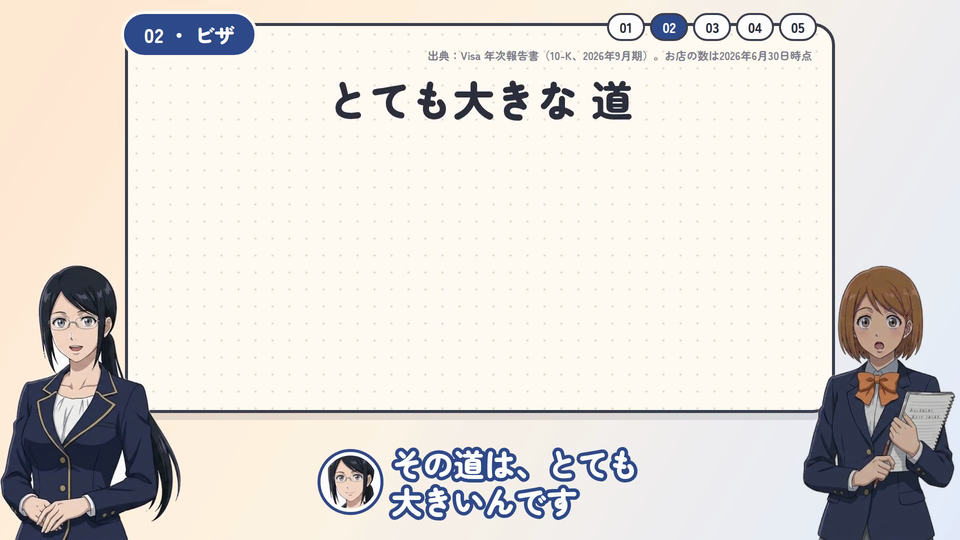 02 ・ ビザ
01 02 03 04 05
出典：Visa 年次報告書（10-K、2026年9月期）。お店の数は2026年6月30日時点
とても大きな 道
その道は、とても
大きいんです